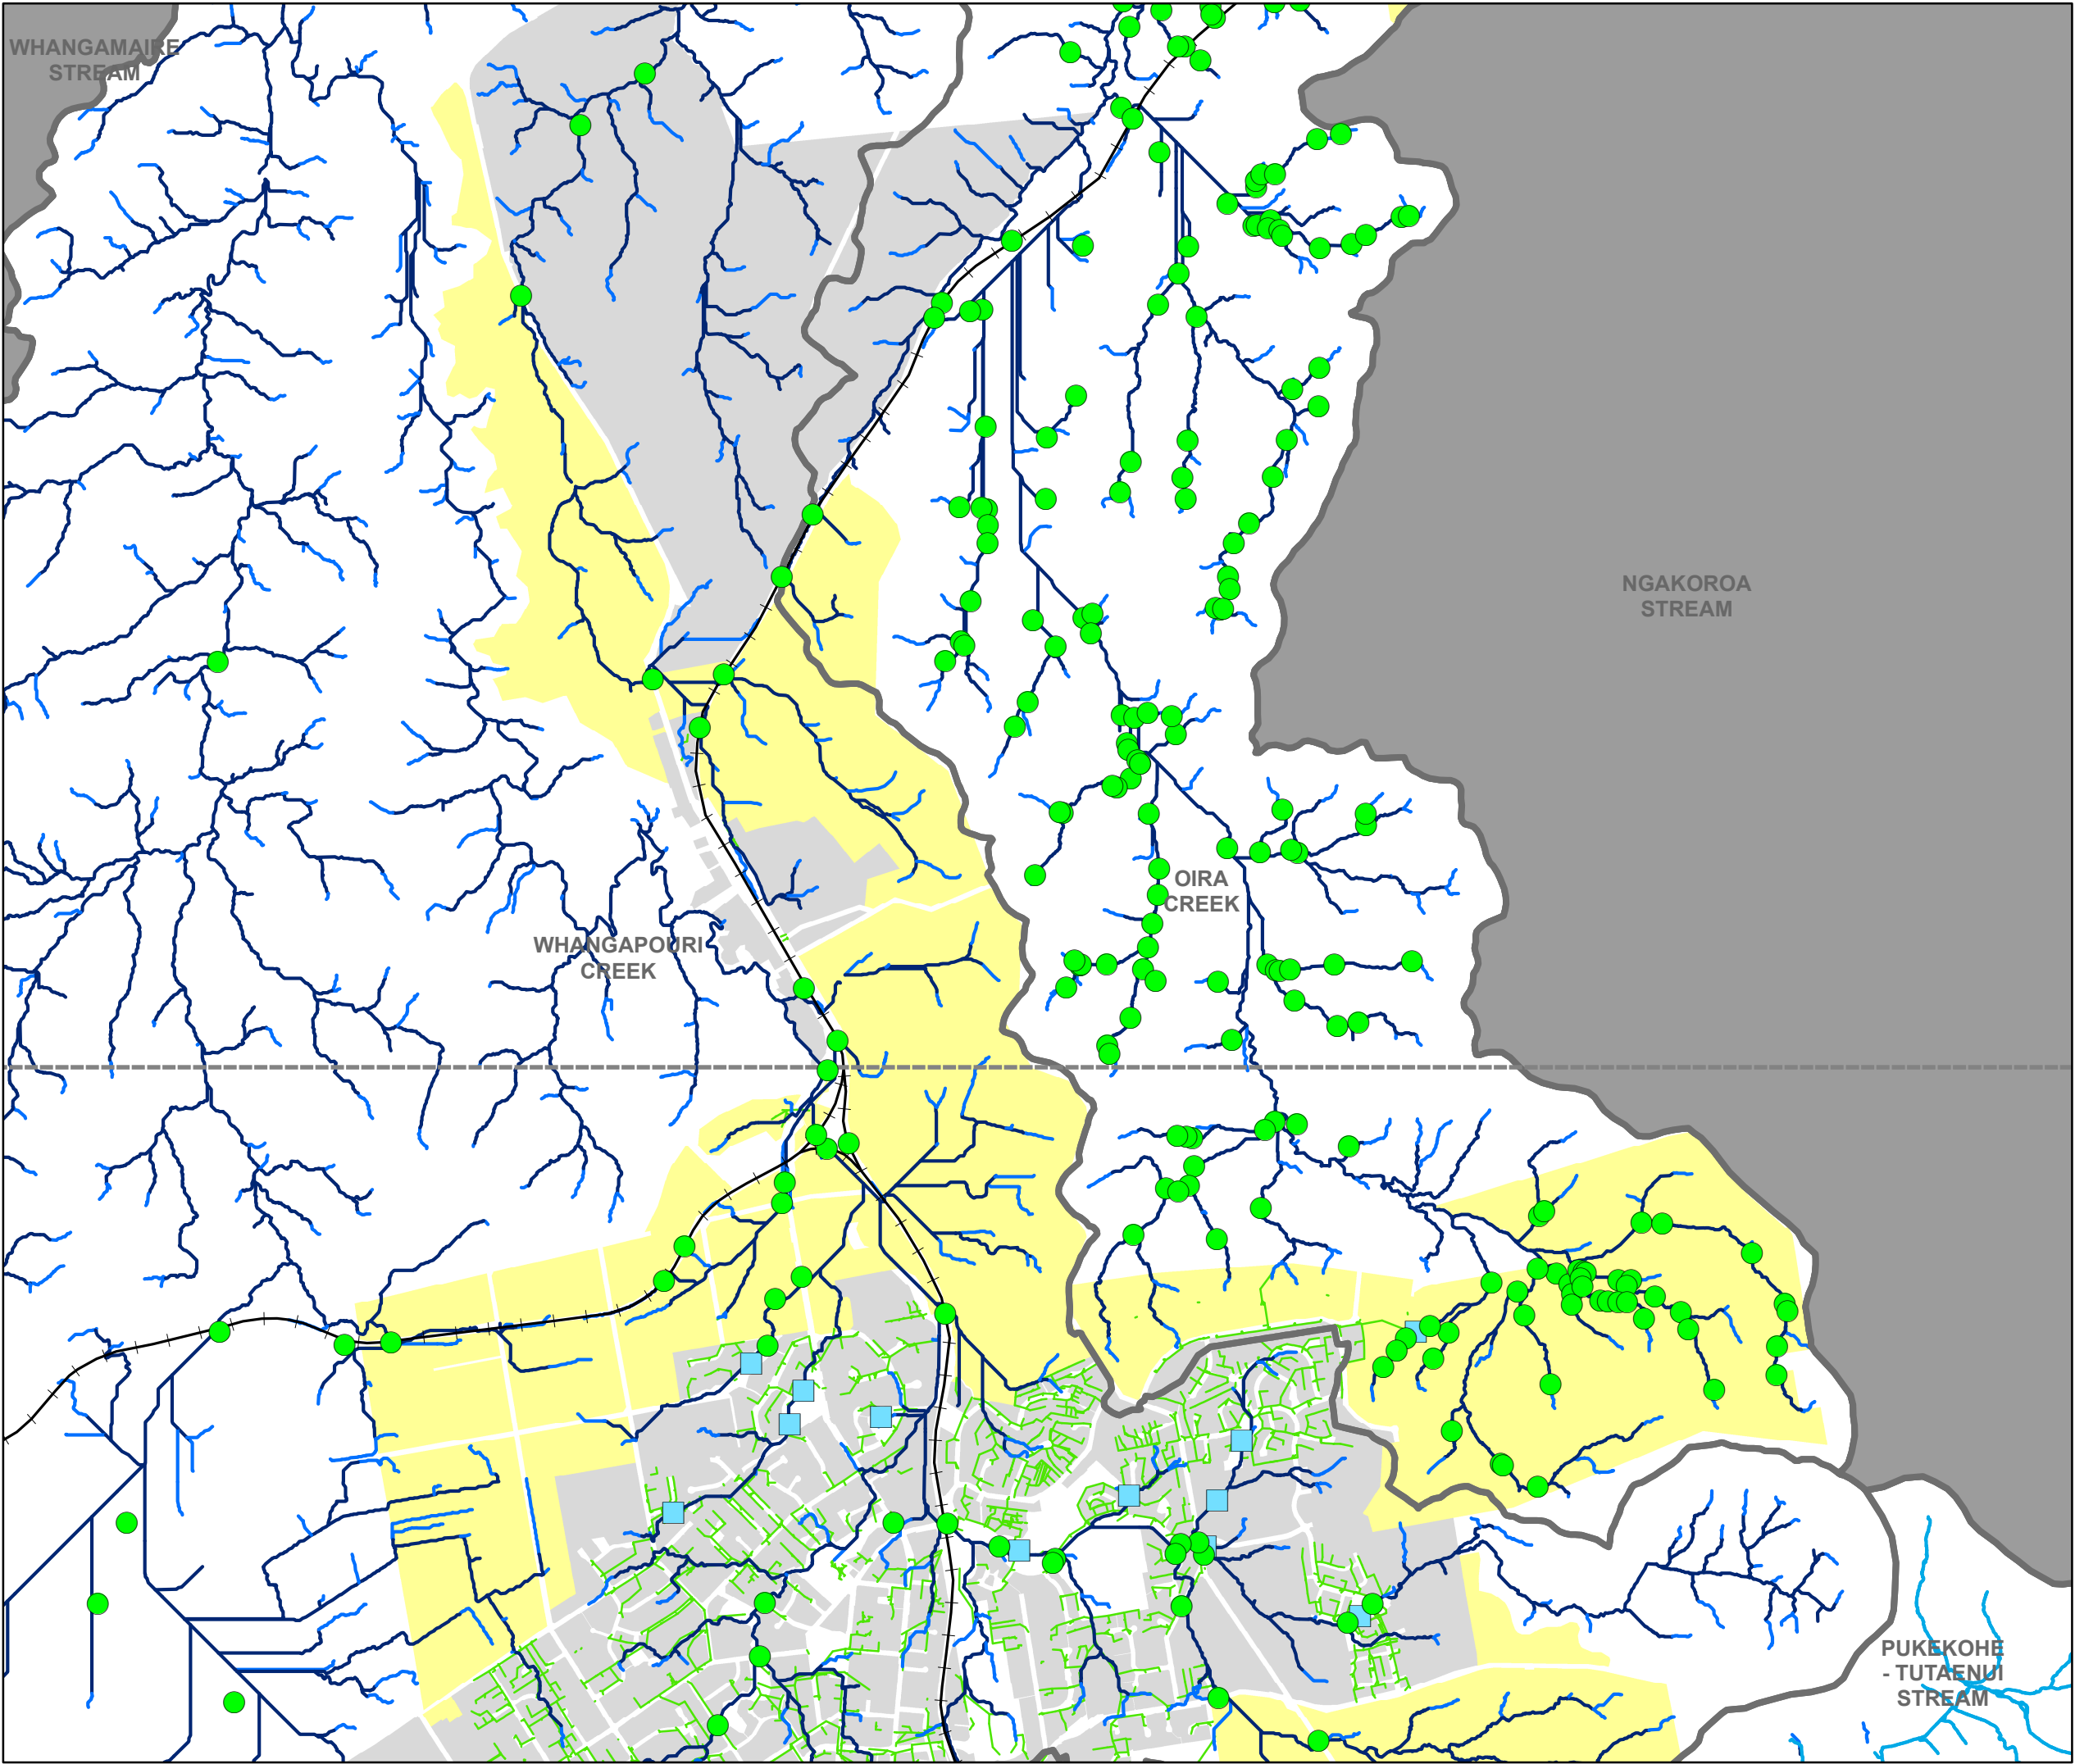 WHANGAMAIRE
STREAM
NGAKOROA
STREAM
OIRA
CREEK
WHANGAPOURI
CREEK
PUKEKOHE
- TUTAENUI
STREAM